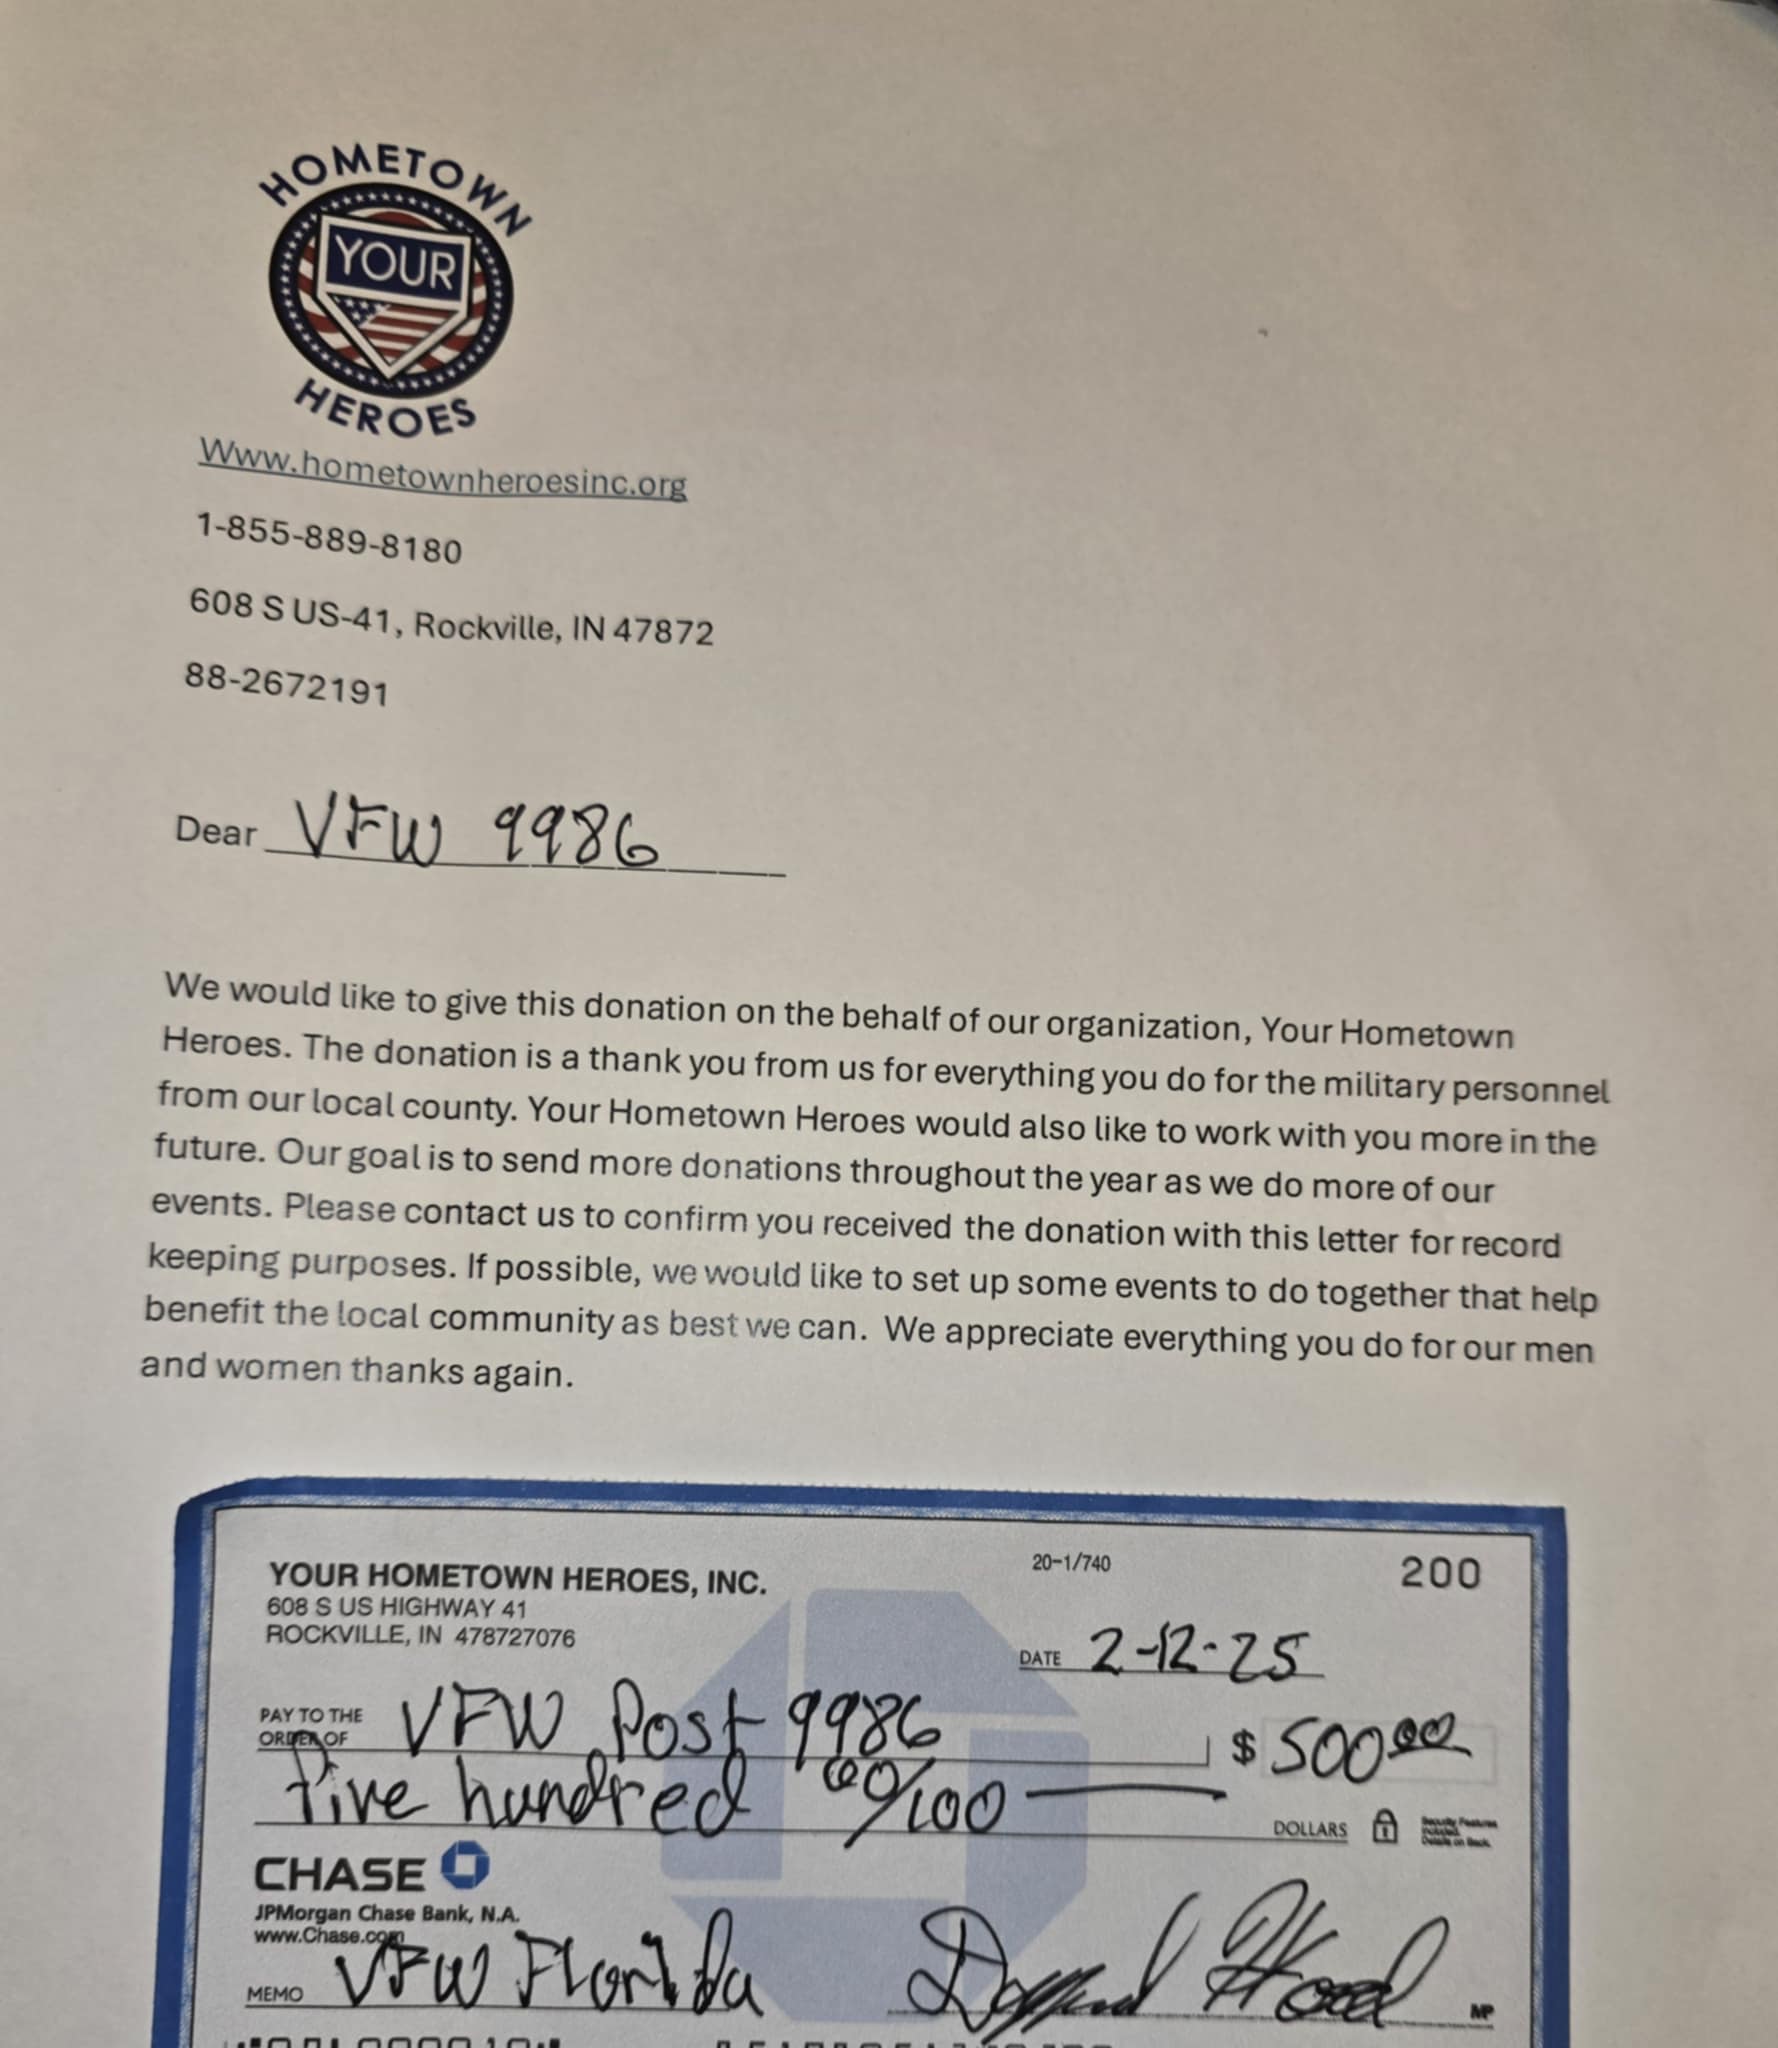 HOMETOWN
YOUR
HEROES
Www.hometownheroesinc.org
1-855-889-8180
608 S US-41, Rockville, IN 47872
88-2672191
Dear VFW 9986
We would like to give this donation on the behalf of our organization, Your Hometown
Heroes. The donation is a thank you from us for everything you do for the military personnel
from our local county. Your Hometown Heroes would also like to work with you more in the
future. Our goal is to send more donations throughout the year as we do more of our
events. Please contact us to confirm you received the donation with this letter for record
keeping purposes. If possible, we would like to set up some events to do together that help
benefit the local community as best we can. We appreciate everything you do for our men
and women thanks again.
YOUR HOMETOWN HEROES, INC.
608 S US HIGHWAY 41
ROCKVILLE, IN 478727076
20-1/740
200
DATE 2-12-25
PAY TO THE
ORDER OF VFW Post 9986 $ 500 00
five hundred 00/100 DOLLARS
Security Features
Included.
Details on Back.
CHASE
JPMorgan Chase Bank, N.A.
www.Chase.com
MEMO VFW Florida
MP